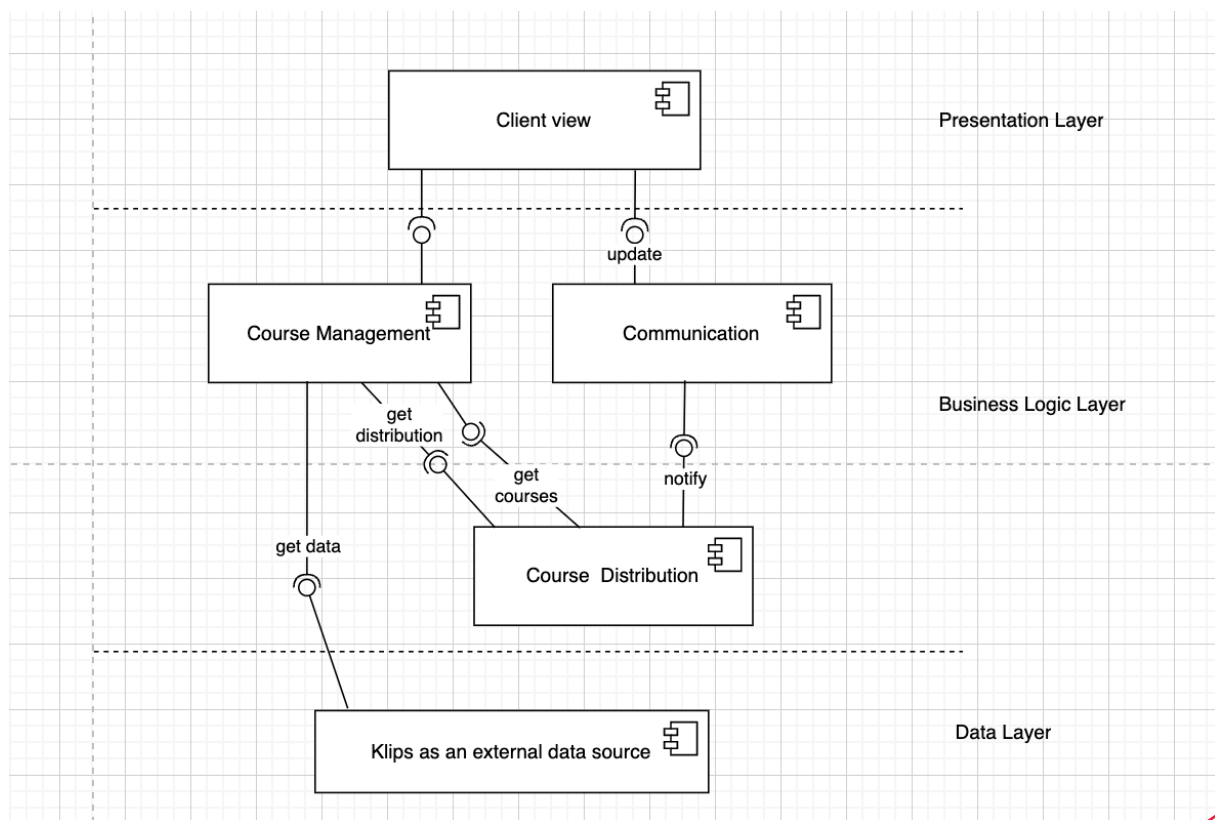 Client view
Presentation Layer
update
Course Management
Communication
Business Logic Layer
get
distribution
get
courses
notify
get data
Course Distribution
Data Layer
Klips as an external data source